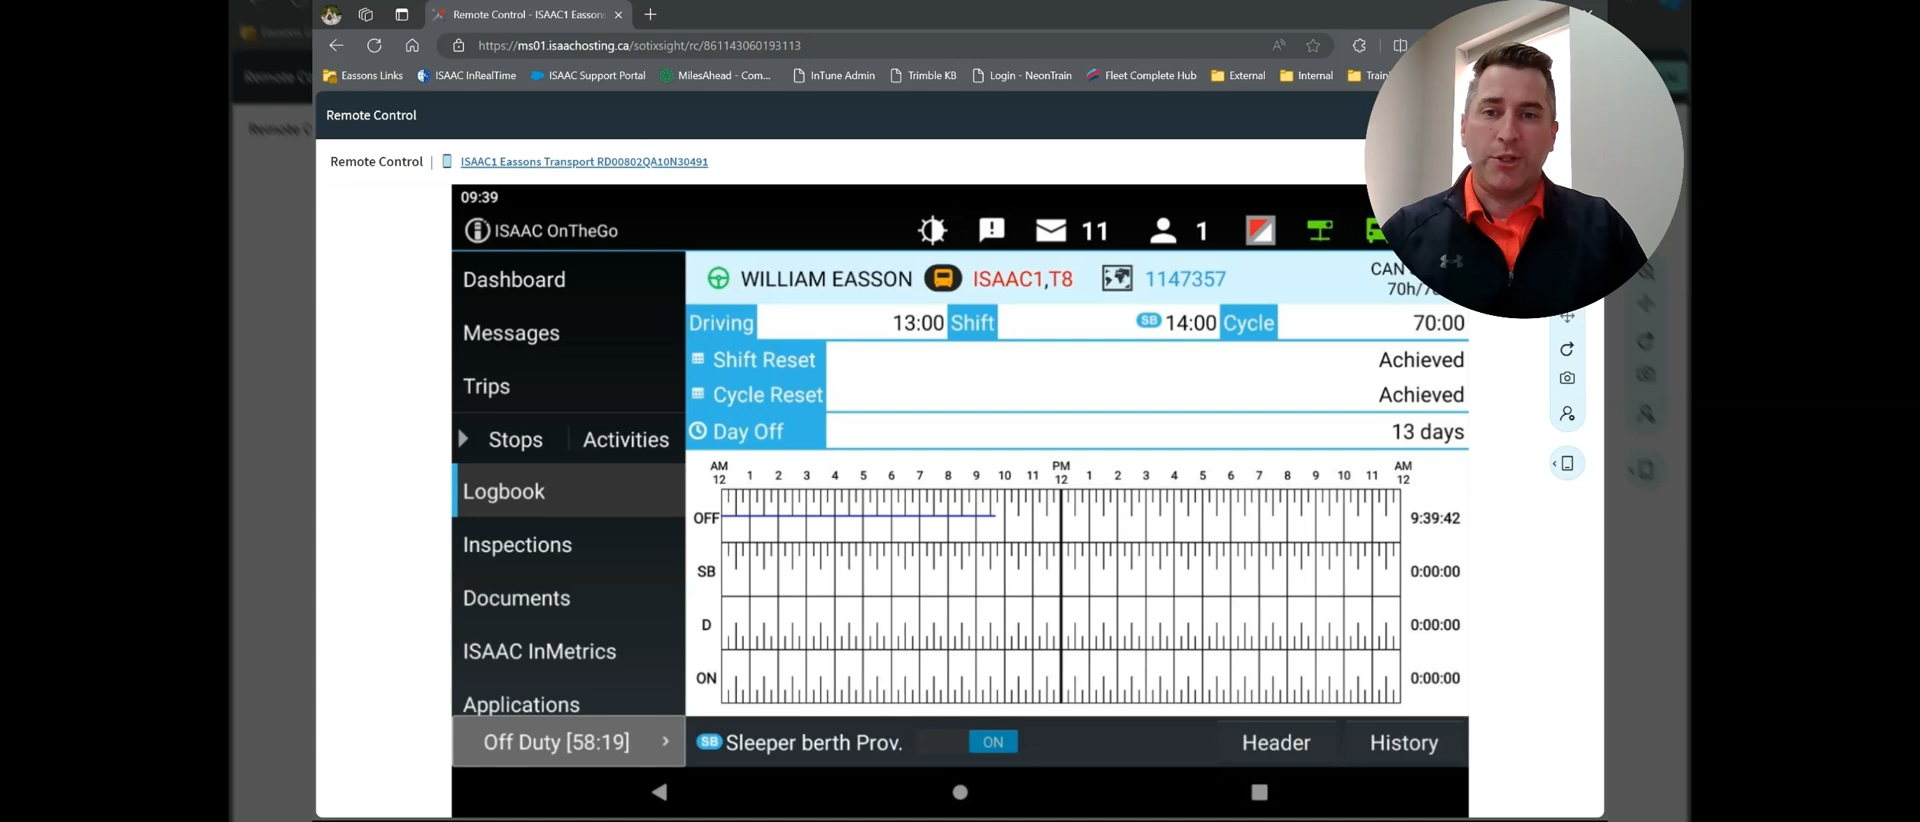 Remote Control - ISAAC1 Easson
https://ms01.isaachosting.ca/sotixsight/rc/861143060193113
Eassons Links ISAAC InRealTime ISAAC Support Portal MilesAhead - Com... InTune Admin Trimble KB Login - NeonTrain Fleet Complete Hub External Internal
Remote Control
Remote Control | ISAAC1 Eassons Transport RD00802QA10N30491
09:39
ISAAC OnTheGo 11 1
Dashboard
Messages
Trips
Stops Activities
Logbook
Inspections
Documents
ISAAC InMetrics
Applications
Off Duty [58:19]
WILLIAM EASSON ISAAC1,T8 1147357
CAN
70h/7
Driving 13:00 Shift SB 14:00 Cycle 70:00
Shift Reset Achieved
Cycle Reset Achieved
Day Off 13 days
AM PM AM
12 1 2 3 4 5 6 7 8 9 10 11 12 1 2 3 4 5 6 7 8 9 10 11 12
OFF 9:39:42
SB 0:00:00
D 0:00:00
ON 0:00:00
SB Sleeper berth Prov. ON Header History